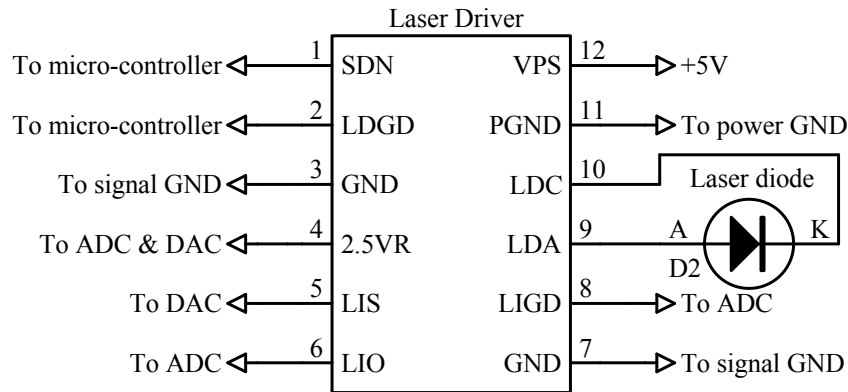 Laser Driver
To micro-controller 1 SDN VPS 12 +5V
To micro-controller 2 LDGD PGND 11 To power GND
To signal GND 3 GND LDC 10 Laser diode
To ADC & DAC 4 2.5VR LDA 9 A K
D2
To DAC 5 LIS LIGD 8 To ADC
To ADC 6 LIO GND 7 To signal GND